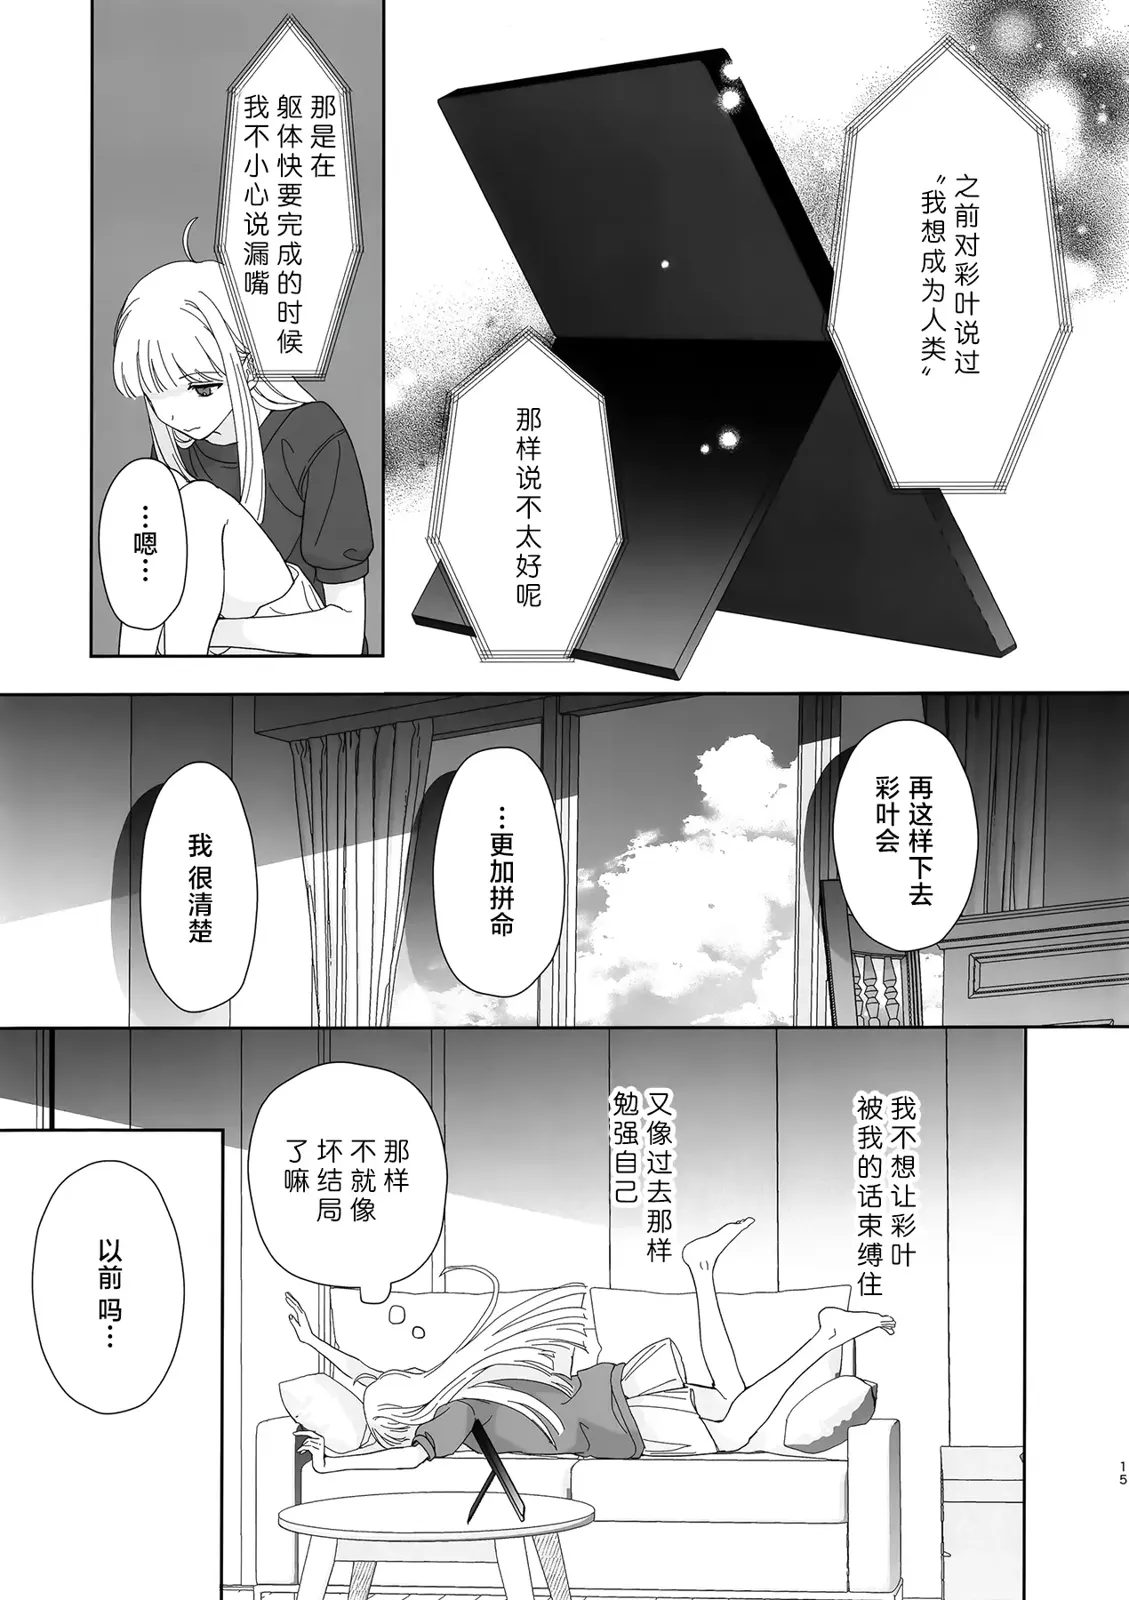 之前对彩叶说过
“我想成为人类”
那样说不太好呢
那是在
躯体快要完成的时候
我不小心说漏嘴
…嗯…
再这样下去
彩叶会
…更加拼命
我很清楚
我不想让彩叶
被我的话束缚住
又像过去那样
勉强自己
那样
不就像
坏结局
了嘛
以前吗…
15